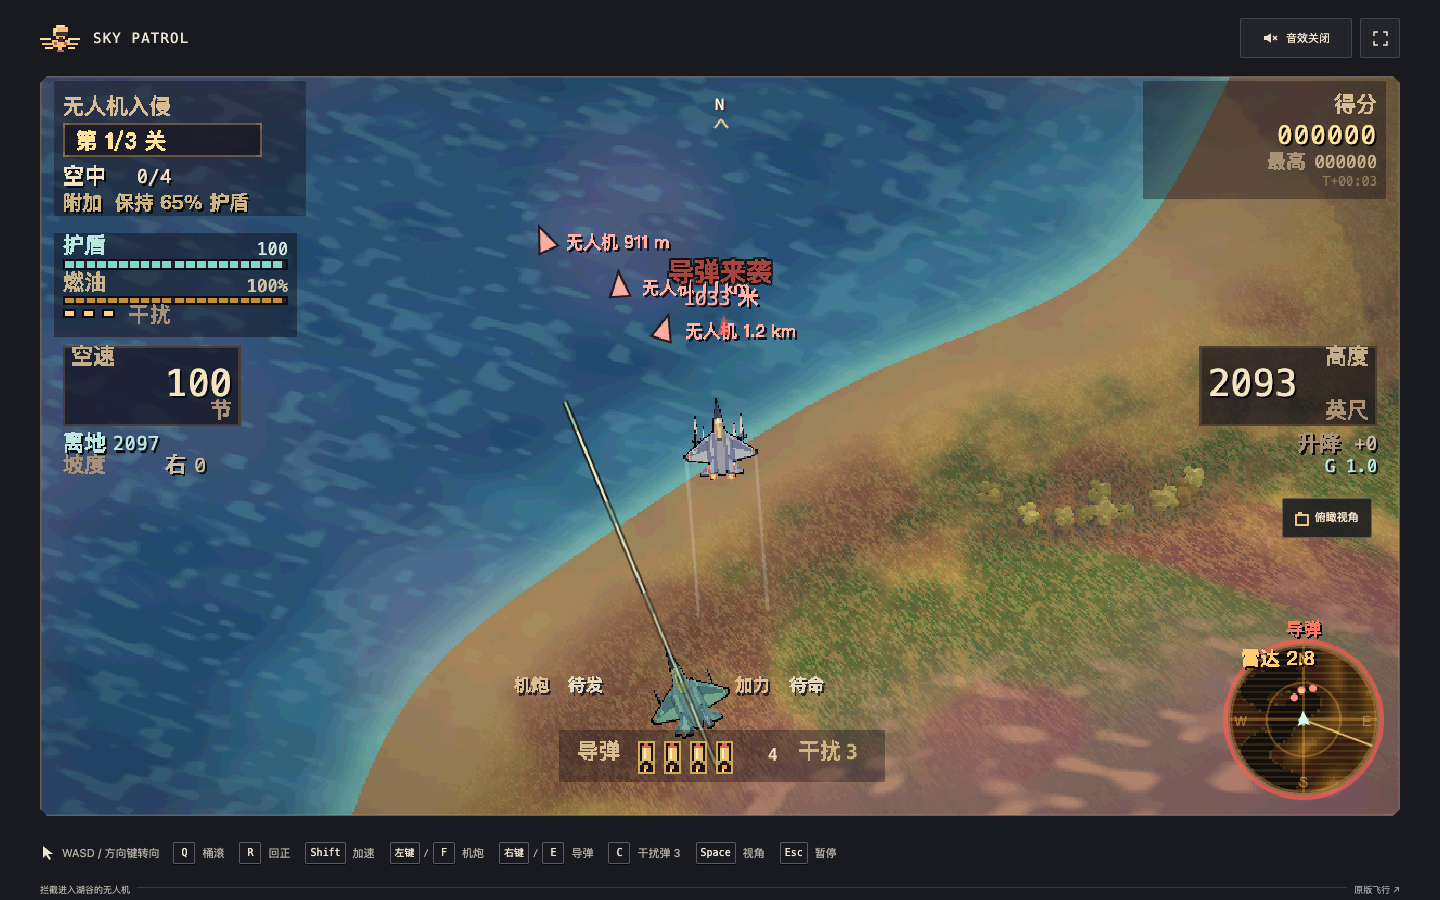 SKY PATROL
音效关闭
无人机入侵
第 1/3 关
空中 0/4
附加 保持 65% 护盾
护盾 100
燃油 100%
干扰
空速
100
节
离地 2097
坡度 右 0
N
无人机 911 m
导弹来袭
1033 米
无人机 1.2 km
得分
000000
最高 000000
T+00:03
高度
2093
英尺
升降 +0
G 1.0
俯瞰视角
导弹
雷达 2.8
W
E
S
机炮 待发
加力 待命
导弹 4 干扰 3
WASD / 方向键转向 Q 桶滚 R 回正 Shift 加速 左键 / F 机炮 右键 / E 导弹 C 干扰弹 3 Space 视角 Esc 暂停
拦截进入湖谷的无人机
原版飞行 ↗